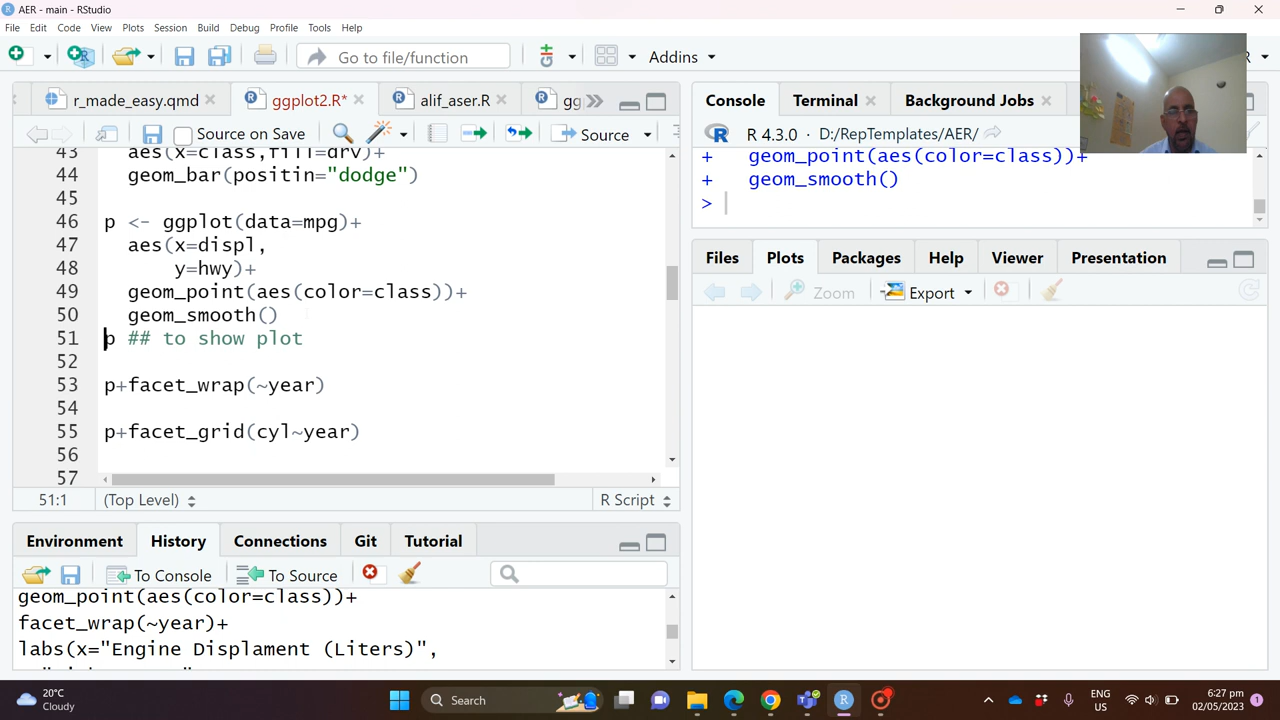 AER - main - RStudio
File Edit Code View Plots Session Build Debug Profile Tools Help
Go to file/function
Addins
r_made_easy.qmd
ggplot2.R*
alif_aser.R
gg
Source on Save
Source
43 aes(x=class,fill=drv)+
44 geom_bar(positin="dodge")
45
46 p <- ggplot(data=mpg)+
47 aes(x=displ,
48 y=hwy)+
49 geom_point(aes(color=class))+
50 geom_smooth()
51 p ## to show plot
52
53 p+facet_wrap(~year)
54
55 p+facet_grid(cyl~year)
56
57
51:1 (Top Level) R Script
Environment History Connections Git Tutorial
To Console To Source
geom_point(aes(color=class))+
facet_wrap(~year)+
labs(x="Engine Displament (Liters)",
Console Terminal Background Jobs
R 4.3.0 · D:/RepTemplates/AER/
+ geom_point(aes(color=class))+
+ geom_smooth()
>
Files Plots Packages Help Viewer Presentation
Zoom Export
20°C
Cloudy
Search
ENG
US
6:27 pm
02/05/2023
1